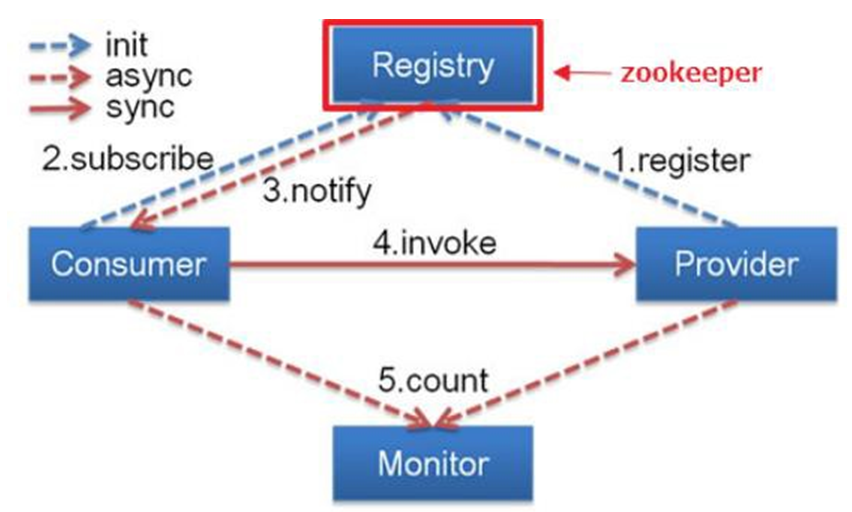 init
async
sync
Registry
zookeeper
2.subscribe
1.register
3.notify
4.invoke
Consumer
Provider
5.count
Monitor